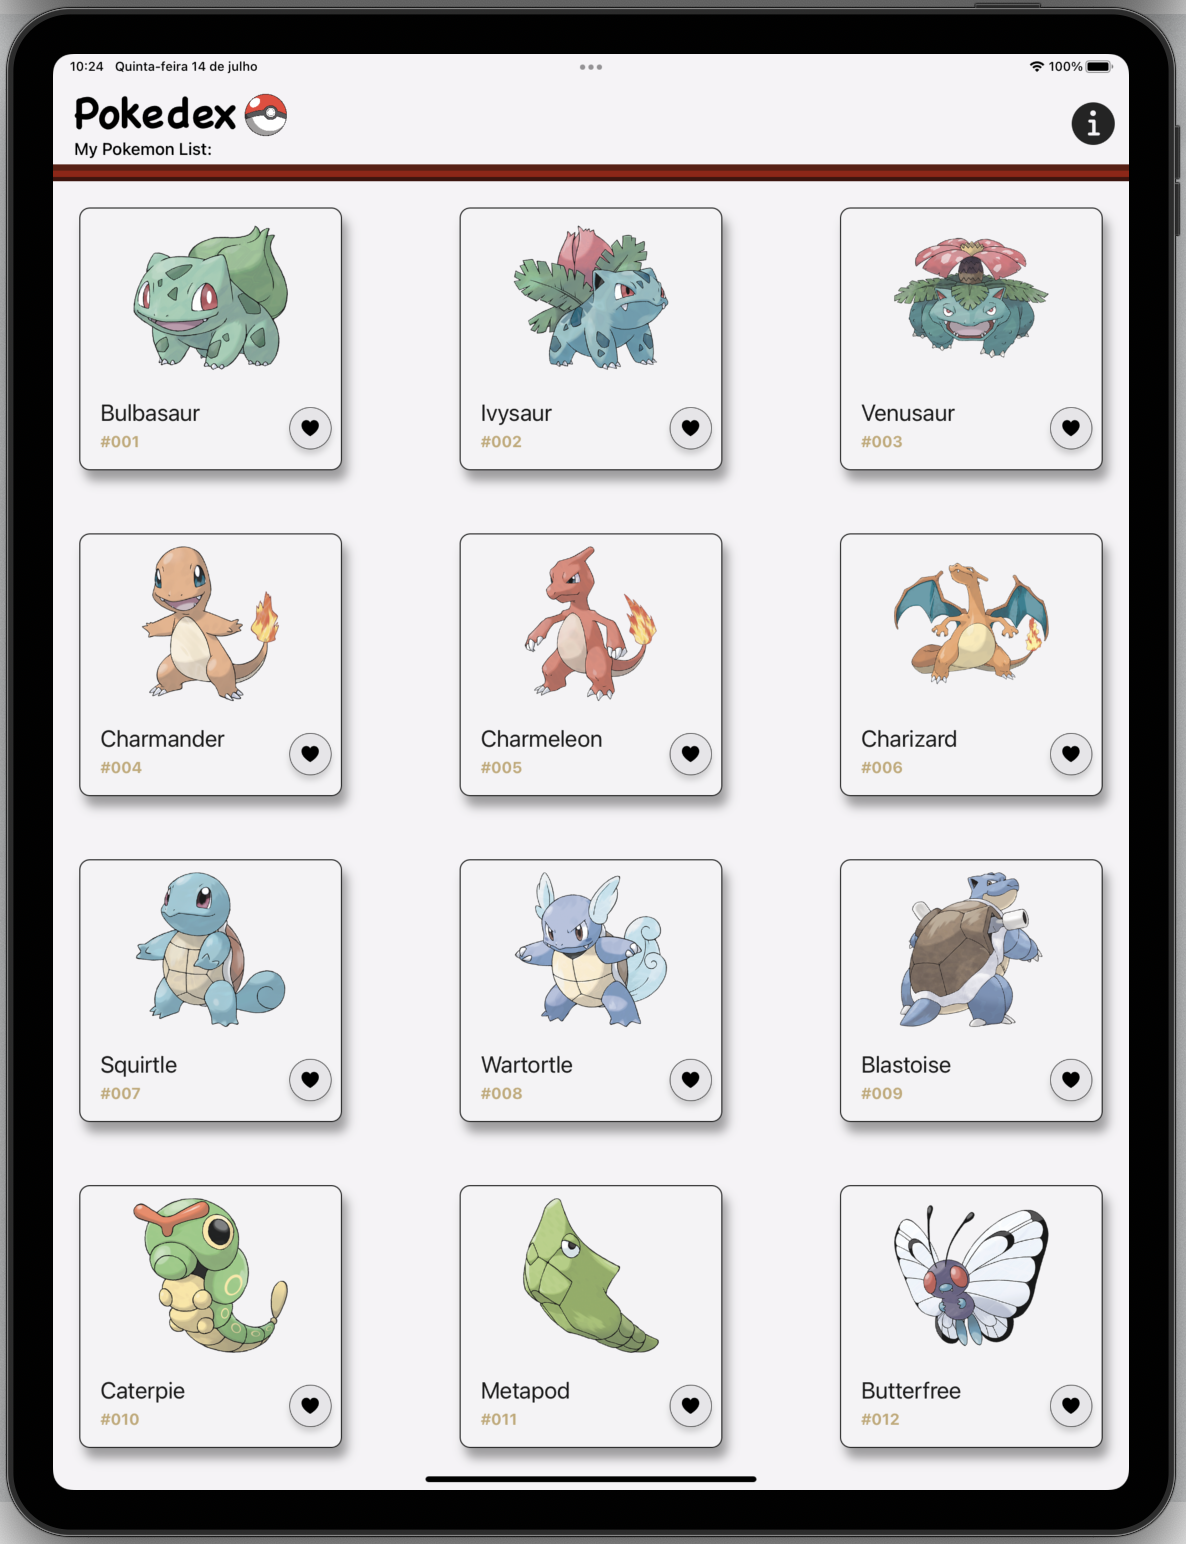 10:24 Quinta-feira 14 de julho
100%
Pokedex
My Pokemon List:
Bulbasaur
#001
Ivysaur
#002
Venusaur
#003
Charmander
#004
Charmeleon
#005
Charizard
#006
Squirtle
#007
Wartortle
#008
Blastoise
#009
Caterpie
#010
Metapod
#011
Butterfree
#012